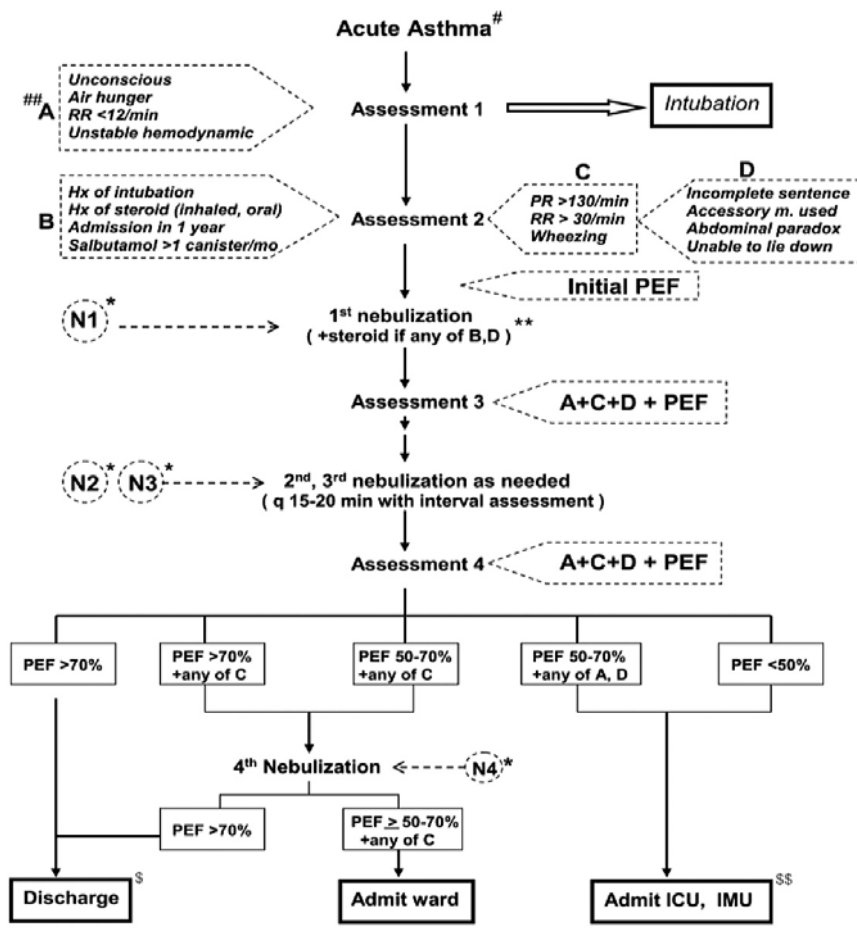 Acute Asthma#
##A
Unconscious
Air hunger
RR <12/min
Unstable hemodynamic
Assessment 1
Intubation
B
Hx of intubation
Hx of steroid (inhaled, oral)
Admission in 1 year
Salbutamol >1 canister/mo
Assessment 2
C
PR >130/min
RR > 30/min
Wheezing
D
Incomplete sentence
Accessory m. used
Abdominal paradox
Unable to lie down
Initial PEF
N1*
1st nebulization
( +steroid if any of B,D )**
Assessment 3
A+C+D + PEF
N2* N3*
2nd, 3rd nebulization as needed
( q 15-20 min with interval assessment )
Assessment 4
A+C+D + PEF
PEF >70%
PEF >70%
+any of C
PEF 50-70%
+any of C
PEF 50-70%
+any of A, D
PEF <50%
4th Nebulization
N4*
PEF >70%
PEF ≥ 50-70%
+any of C
Discharge$
Admit ward
Admit ICU, IMU$$